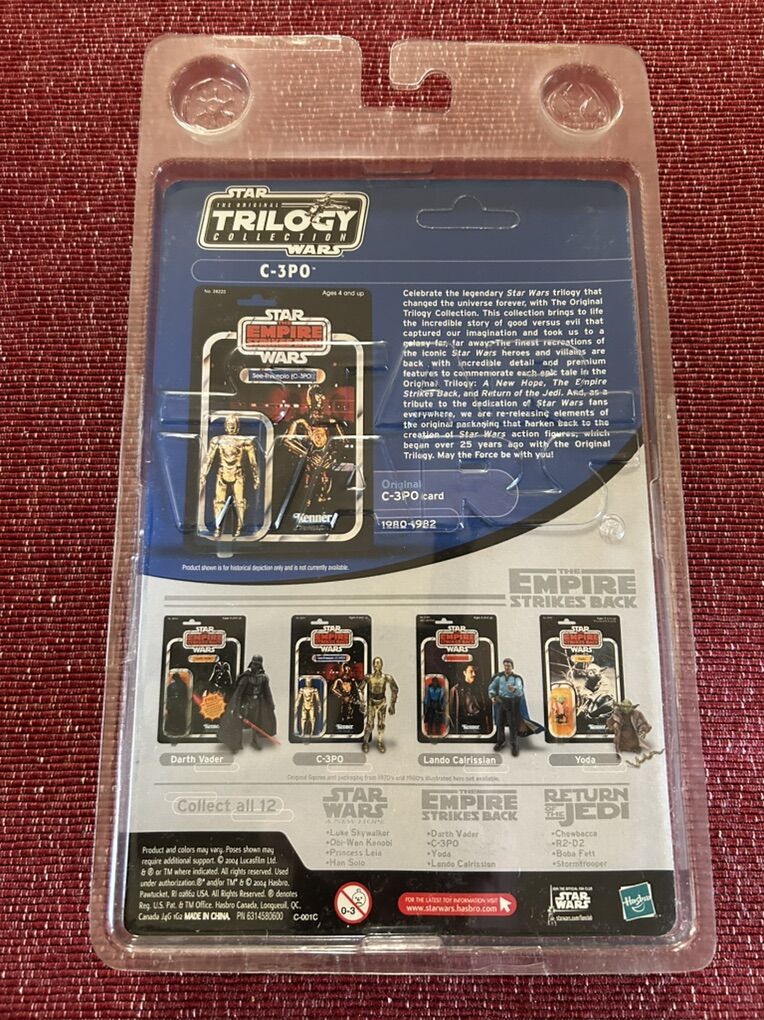 STAR
THE ORIGINAL
TRILOGY
COLLECTION
WARS
C-3PO™
No. 38220 Ages 4 and up
STAR
THE EMPIRE
STRIKES BACK
WARS
See-Threepio (C-3PO)
Kenner
Celebrate the legendary Star Wars trilogy that
changed the universe forever, with The Original
Trilogy Collection. This collection brings to life
the incredible story of good versus evil that
captured our imagination and took us to a
galaxy far, far away. The finest recreations of
the iconic Star Wars heroes and villains are
back with incredible detail and premium
features to commemorate each epic tale in the
Original Trilogy: A New Hope, The Empire
Strikes Back, and Return of the Jedi. And, as a
tribute to the dedication of Star Wars fans
everywhere, we are re-releasing elements of
the original packaging that harken back to the
creation of Star Wars action figures, which
began over 25 years ago with the Original
Trilogy. May the Force be with you!
Original
C-3PO card
1980-1982
Product shown is for historical depiction only and is not currently available.
THE
EMPIRE
STRIKES BACK
Darth Vader
C-3PO
Lando Calrissian
Yoda
Original figures and packaging from 1970's and 1980's illustrated here not available.
Collect all 12
STAR
WARS
A NEW HOPE
•Luke Skywalker
•Obi-Wan Kenobi
•Princess Leia
•Han Solo
THE
EMPIRE
STRIKES BACK
•Darth Vader
•C-3PO
•Yoda
•Lando Calrissian
RETURN
OF THE JEDI
•Chewbacca
•R2-D2
•Boba Fett
•Stormtrooper
Product and colors may vary. Poses shown may
require additional support. © 2004 Lucasfilm Ltd.
& ® or TM where indicated. All rights reserved. Used
under authorization.®* and/or TM* & © 2004 Hasbro,
Pawtucket, RI 02862 USA. All Rights Reserved. ® denotes
Reg. U.S. Pat. & TM Office. Hasbro Canada, Longueuil, QC,
Canada J4G 1G2 MADE IN CHINA. PN 6314580600 C-001C
0-3
FOR THE LATEST TOY INFORMATION VISIT
www.starwars.hasbro.com
JOIN THE OFFICIAL FAN CLUB
STAR
WARS
starwars.com/fanclub
Hasbro